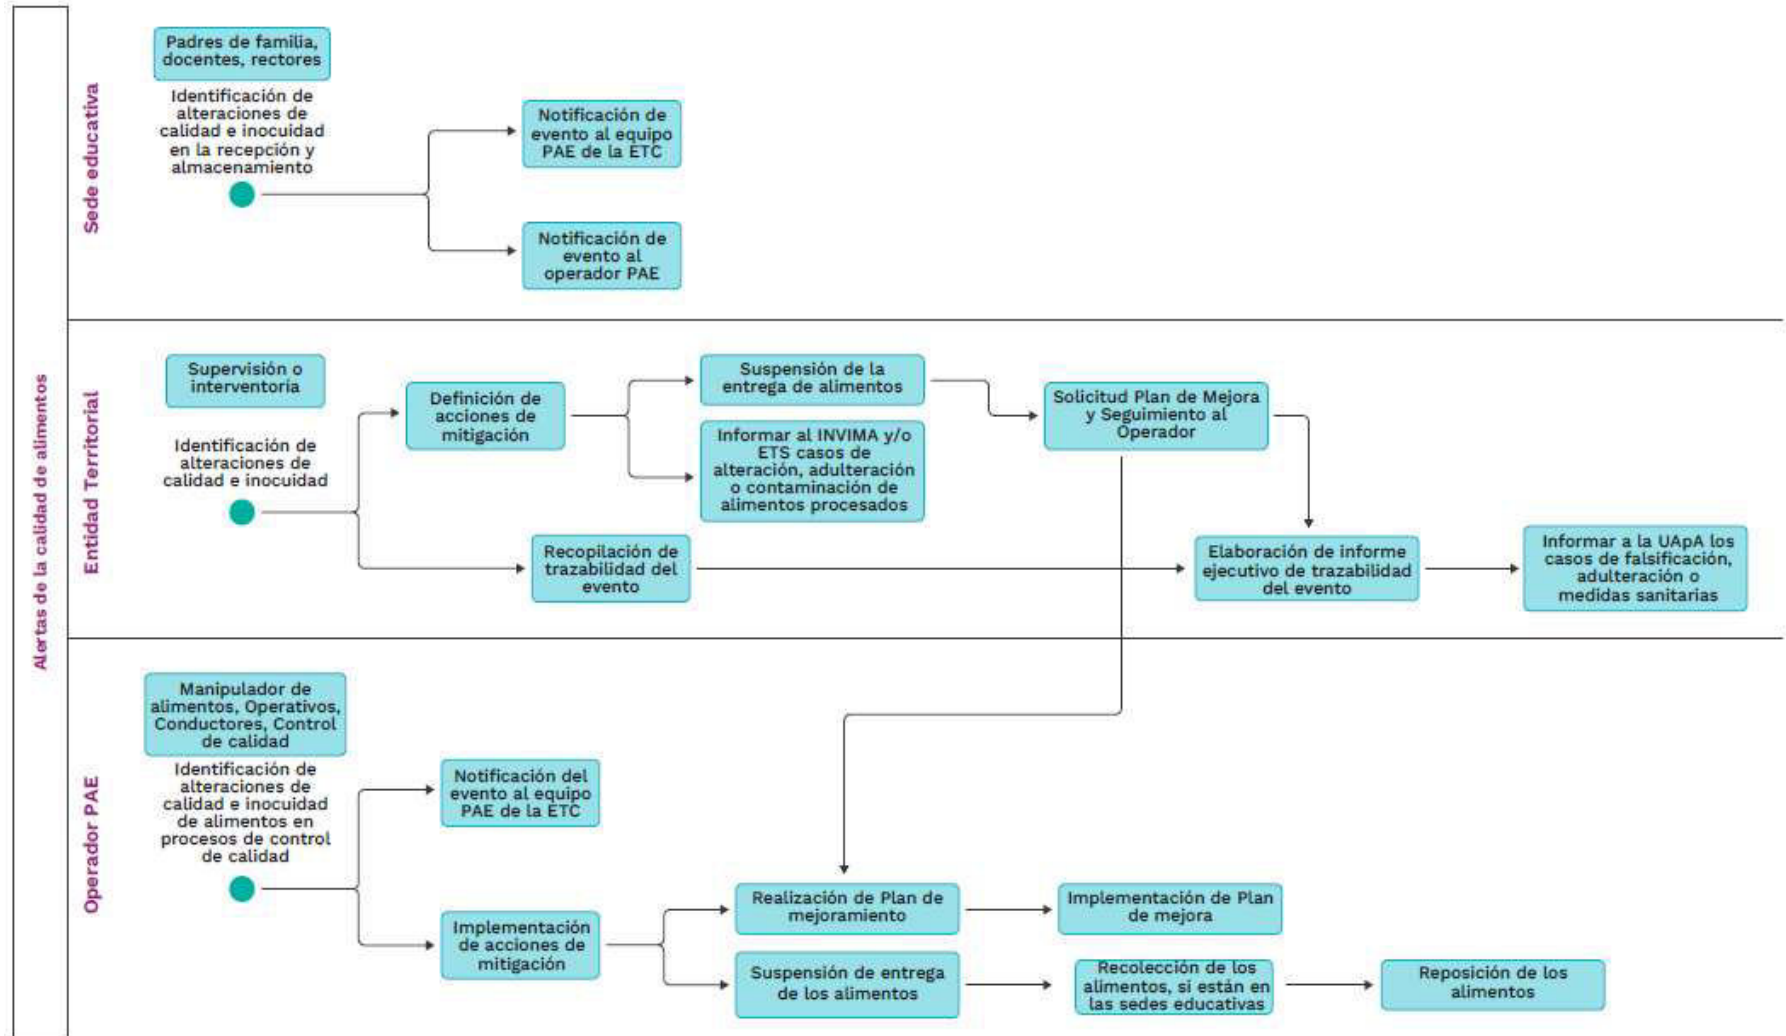 Alertas de la calidad de alimentos
Sede educativa
Padres de familia,
docentes, rectores
Identificación de
alteraciones de
calidad e inocuidad
en la recepción y
almacenamiento
Notificación de
evento al equipo
PAE de la ETC
Notificación de
evento al
operador PAE
Entidad Territorial
Supervisión o
interventoría
Identificación de
alteraciones de
calidad e inocuidad
Definición de
acciones de
mitigación
Suspensión de la
entrega de alimentos
Informar al INVIMA y/o
ETS casos de
alteración, adulteración
o contaminación de
alimentos procesados
Solicitud Plan de Mejora
y Seguimiento al
Operador
Recopilación de
trazabilidad del
evento
Elaboración de informe
ejecutivo de trazabilidad
del evento
Informar a la UApA los
casos de falsificación,
adulteración o
medidas sanitarias
Operador PAE
Manipulador de
alimentos, Operativos,
Conductores, Control
de calidad
Identificación de
alteraciones de
calidad e inocuidad
de alimentos en
procesos de control
de calidad
Notificación del
evento al equipo
PAE de la ETC
Implementación
de acciones de
mitigación
Realización de Plan de
mejoramiento
Implementación de Plan
de mejora
Suspensión de entrega
de los alimentos
Recolección de los
alimentos, si están en
las sedes educativas
Reposición de los
alimentos